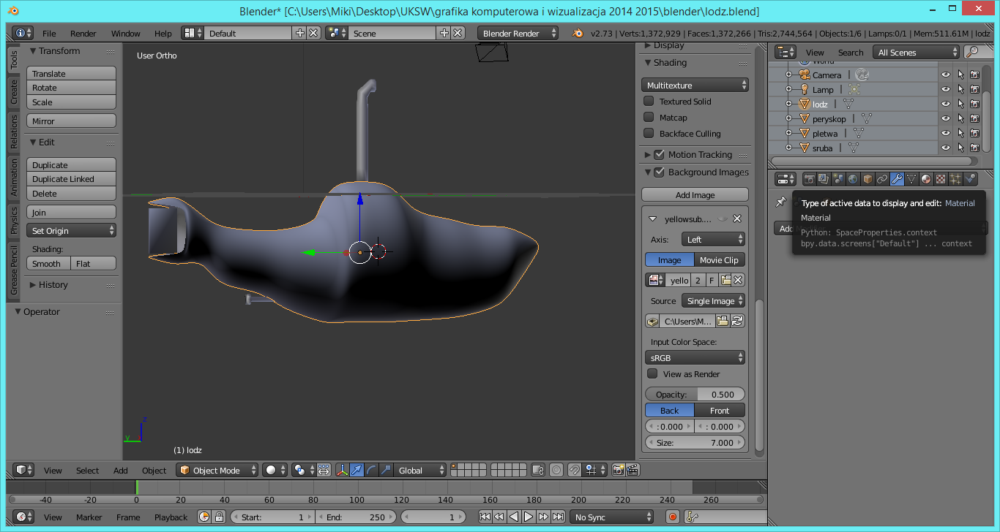 Blender* [C:\Users\Miki\Desktop\UKSW\grafika komputerowa i wizualizacja 2014 2015\blender\lodz.blend]
File Render Window Help Default Scene Blender Render v2.73 | Verts:1,372,929 | Faces:1,372,266 | Tris:2,744,564 | Objects:1/6 | Lamps:0/1 | Mem:511.61M | lodz
Tools
Create
Relations
Animation
Physics
Grease Pencil
Transform
Translate
Rotate
Scale
Mirror
Edit
Duplicate
Duplicate Linked
Delete
Join
Set Origin
Shading:
Smooth Flat
History
Operator
User Ortho
z
y
(1) lodz
Display
Shading
Multitexture
Textured Solid
Matcap
Backface Culling
Motion Tracking
Background Images
Add Image
yellowsub....
Axis: Left
Image Movie Clip
yello 2 F
Source Single Image
C:\Users\M...
Input Color Space:
sRGB
View as Render
Opacity: 0.500
Back Front
: 0.000 : 0.000
Size: 7.000
View Search All Scenes
World
Camera
Lamp
lodz
peryskop
pletwa
sruba
Type of active data to display and edit: Material
Material
Python: SpaceProperties.context
bpy.data.screens["Default"] ... context
View Select Add Object Object Mode Global
-40 -20 0 20 40 60 80 100 120 140 160 180 200 220 240 260
View Marker Frame Playback Start: 1 End: 250 1 No Sync